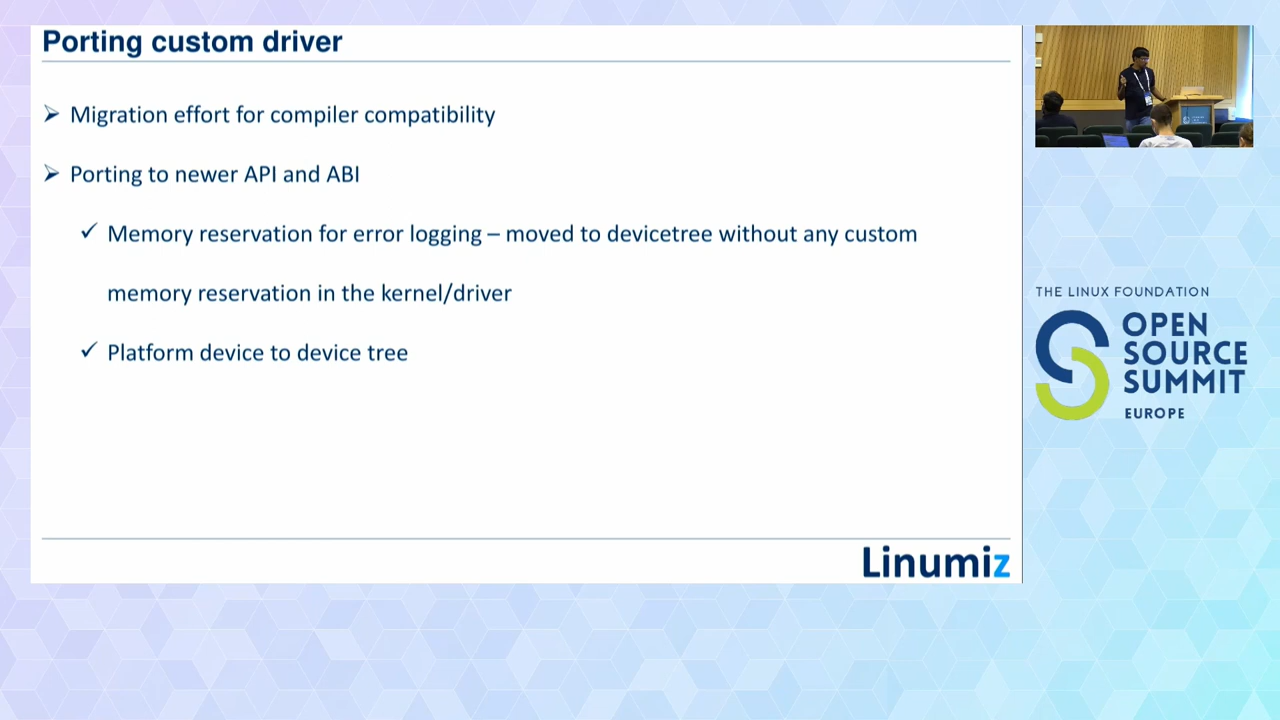 Porting custom driver
➢ Migration effort for compiler compatibility
➢ Porting to newer API and ABI
✓ Memory reservation for error logging – moved to devicetree without any custom
memory reservation in the kernel/driver
✓ Platform device to device tree
Linumiz
THE LINUX FOUNDATION
OPEN
SOURCE
SUMMIT
EUROPE